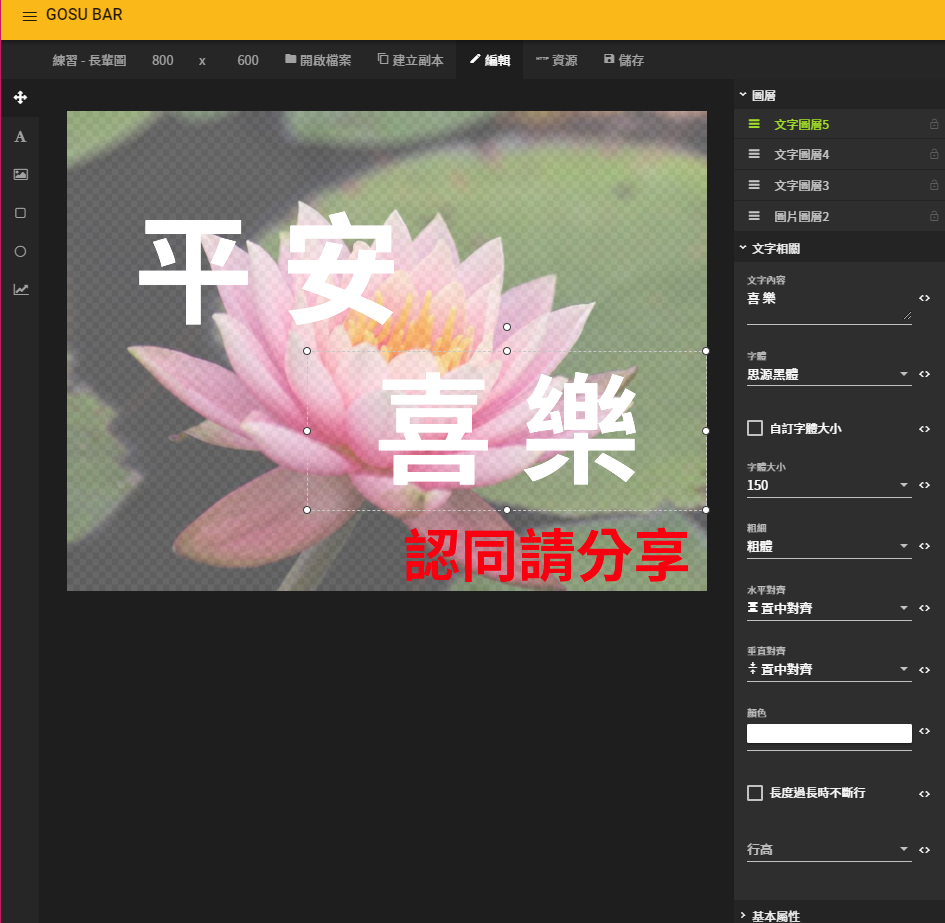 GOSU BAR
練習 - 長輩圖 800 x 600 開啟檔案 建立副本 編輯 HTTP 資源 儲存
A
平 安
喜 樂
認同請分享
圖層
文字圖層5
文字圖層4
文字圖層3
圖片圖層2
文字相關
文字內容
喜 樂
字體
思源黑體
自訂字體大小
字體大小
150
粗細
粗體
水平對齊
置中對齊
垂直對齊
置中對齊
顏色
長度過長時不斷行
行高
基本屬性